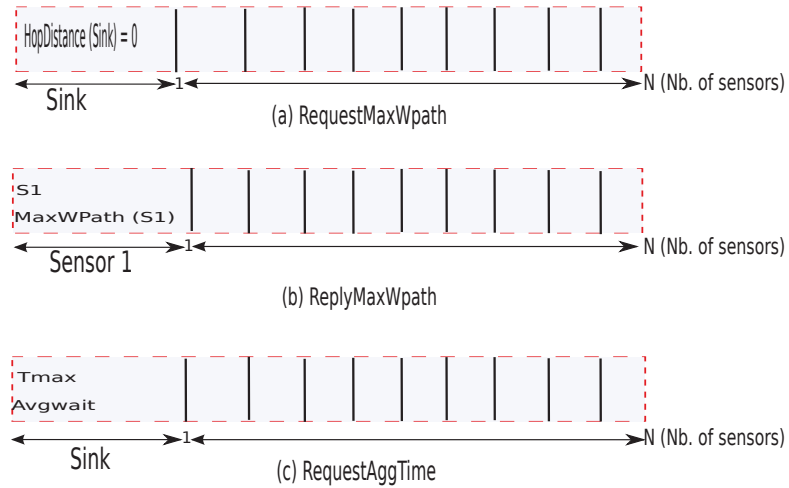 HopDistance (Sink) = 0
Sink
1
N (Nb. of sensors)
(a) RequestMaxWpath
S1
MaxWPath (S1)
Sensor 1
1
N (Nb. of sensors)
(b) ReplyMaxWpath
Tmax
Avgwait
Sink
1
N (Nb. of sensors)
(c) RequestAggTime